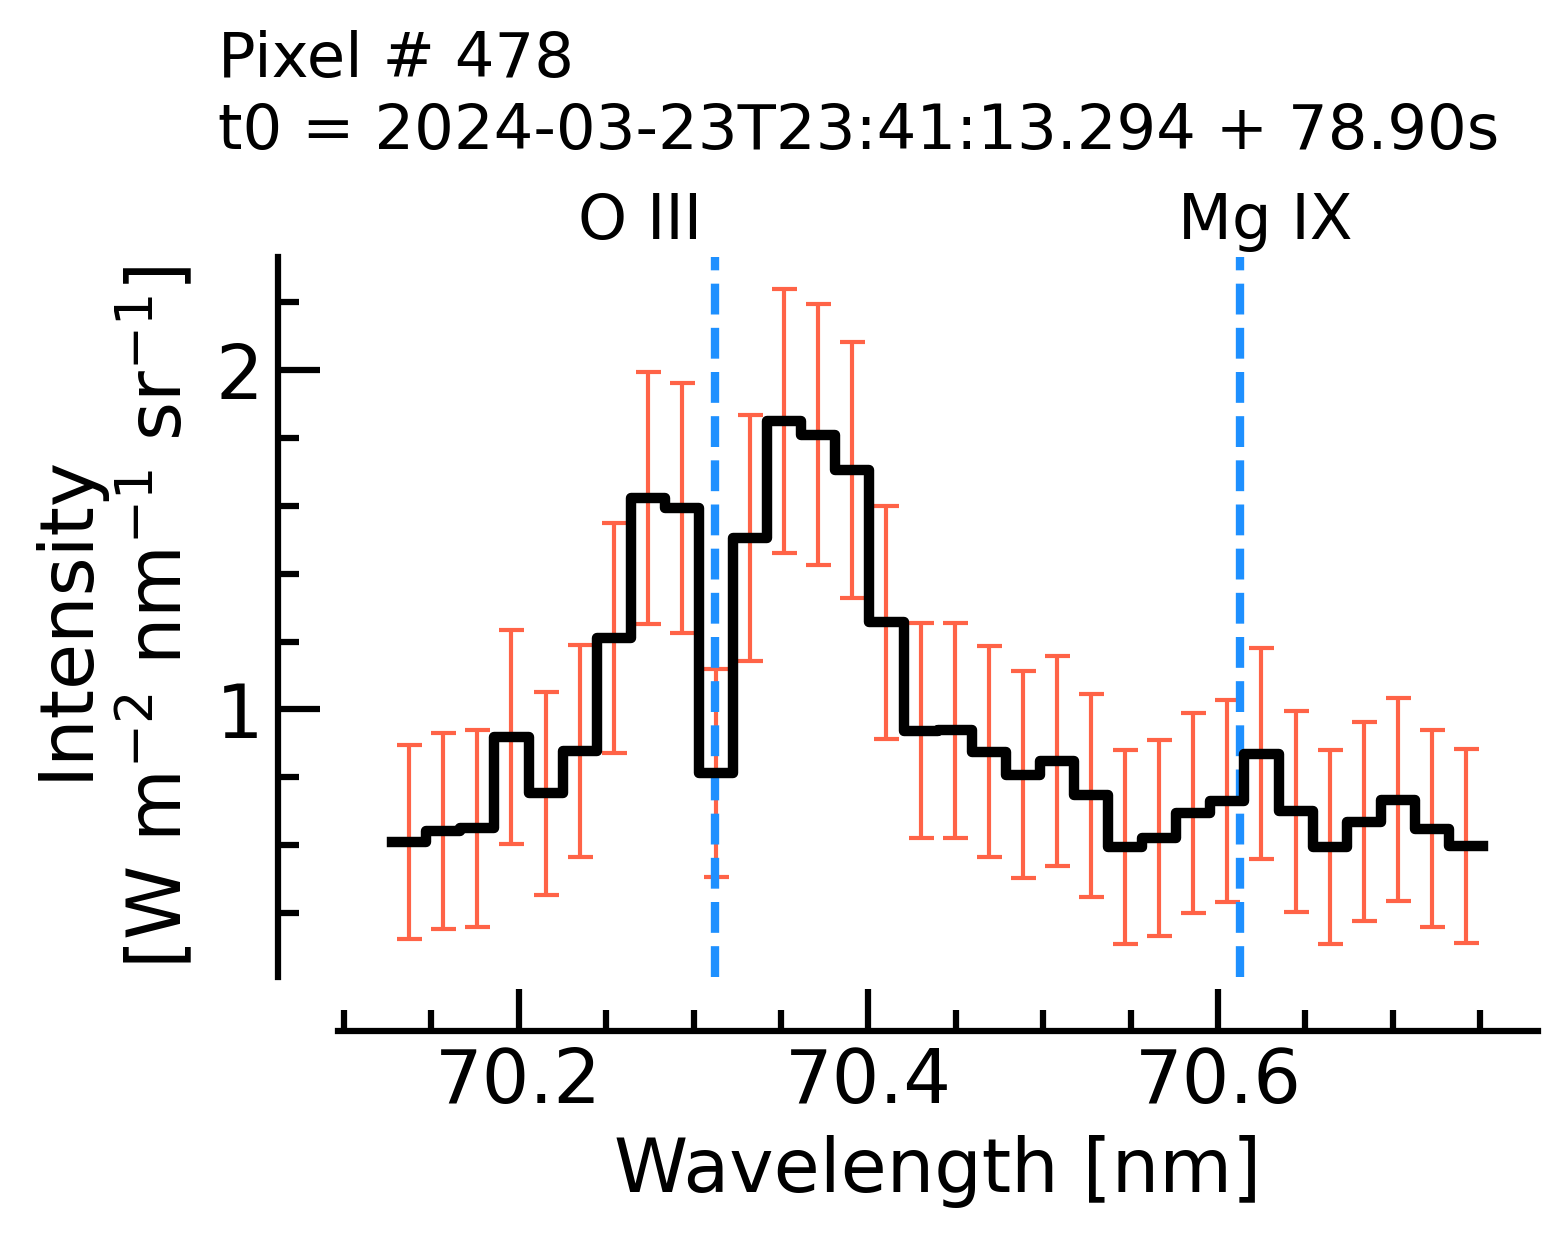 Pixel # 478
t0 = 2024-03-23T23:41:13.294 + 78.90s
O III
Mg IX
Intensity
[W m⁻² nm⁻¹ sr⁻¹]
2
1
70.2 70.4 70.6
Wavelength [nm]